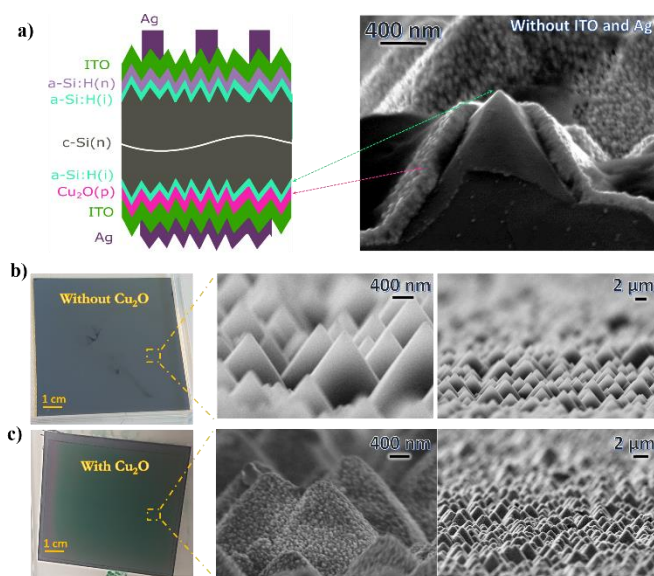 a)
Ag
ITO
a-Si:H(n)
a-Si:H(i)
c-Si(n)
a-Si:H(i)
Cu₂O(p)
ITO
Ag
400 nm
Without ITO and Ag
b)
Without Cu₂O
1 cm
400 nm
2 µm
c)
With Cu₂O
1 cm
400 nm
2 µm